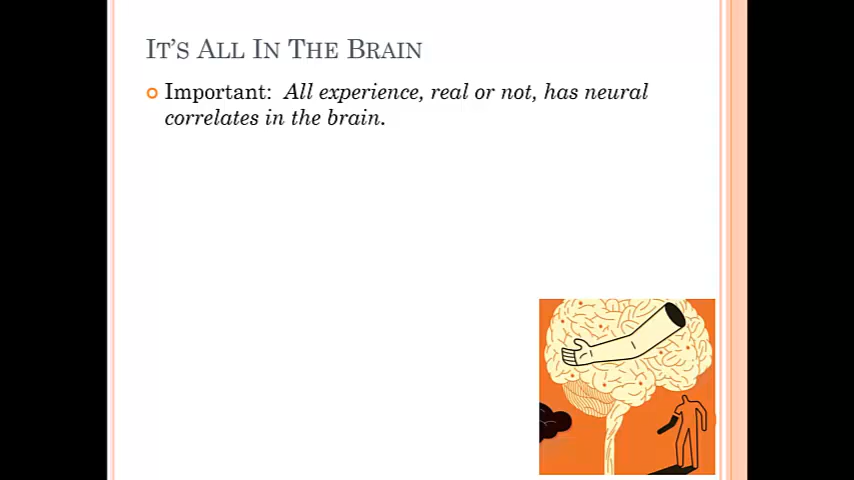 IT'S ALL IN THE BRAIN
Important: All experience, real or not, has neural
correlates in the brain.